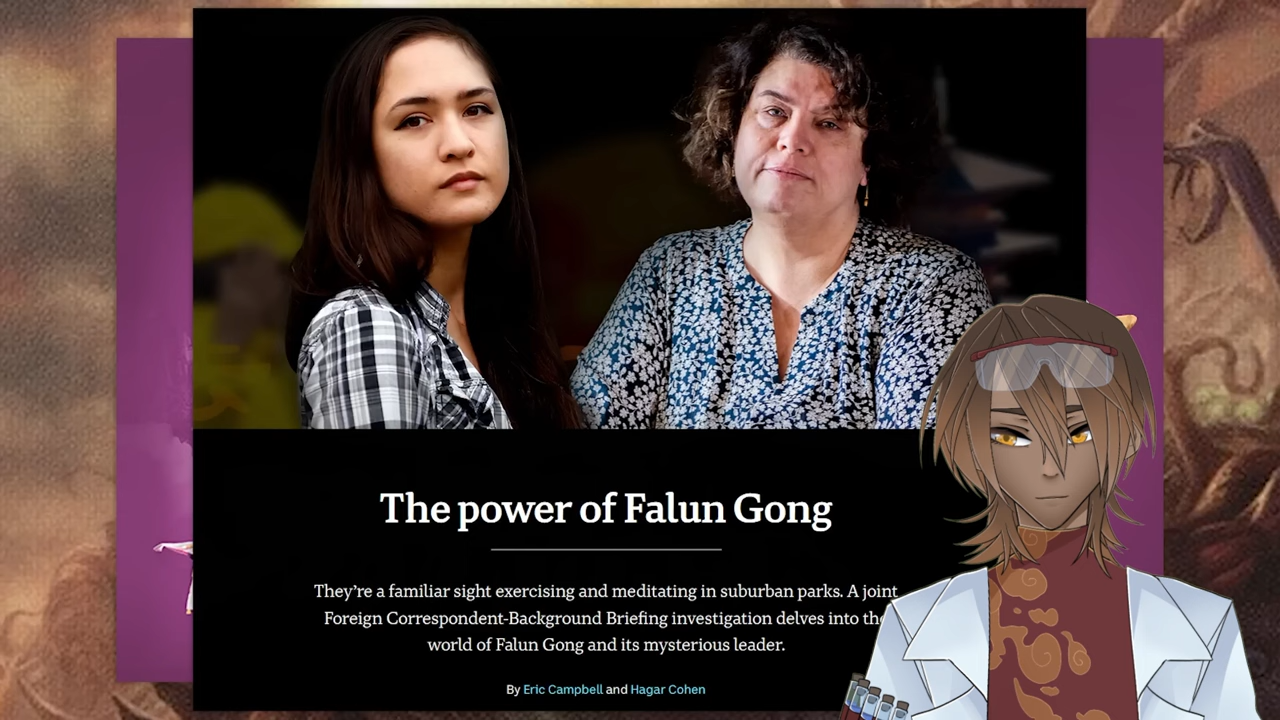 The power of Falun Gong
They’re a familiar sight exercising and meditating in suburban parks. A joint
Foreign Correspondent-Background Briefing investigation delves into the
world of Falun Gong and its mysterious leader.
By Eric Campbell and Hagar Cohen